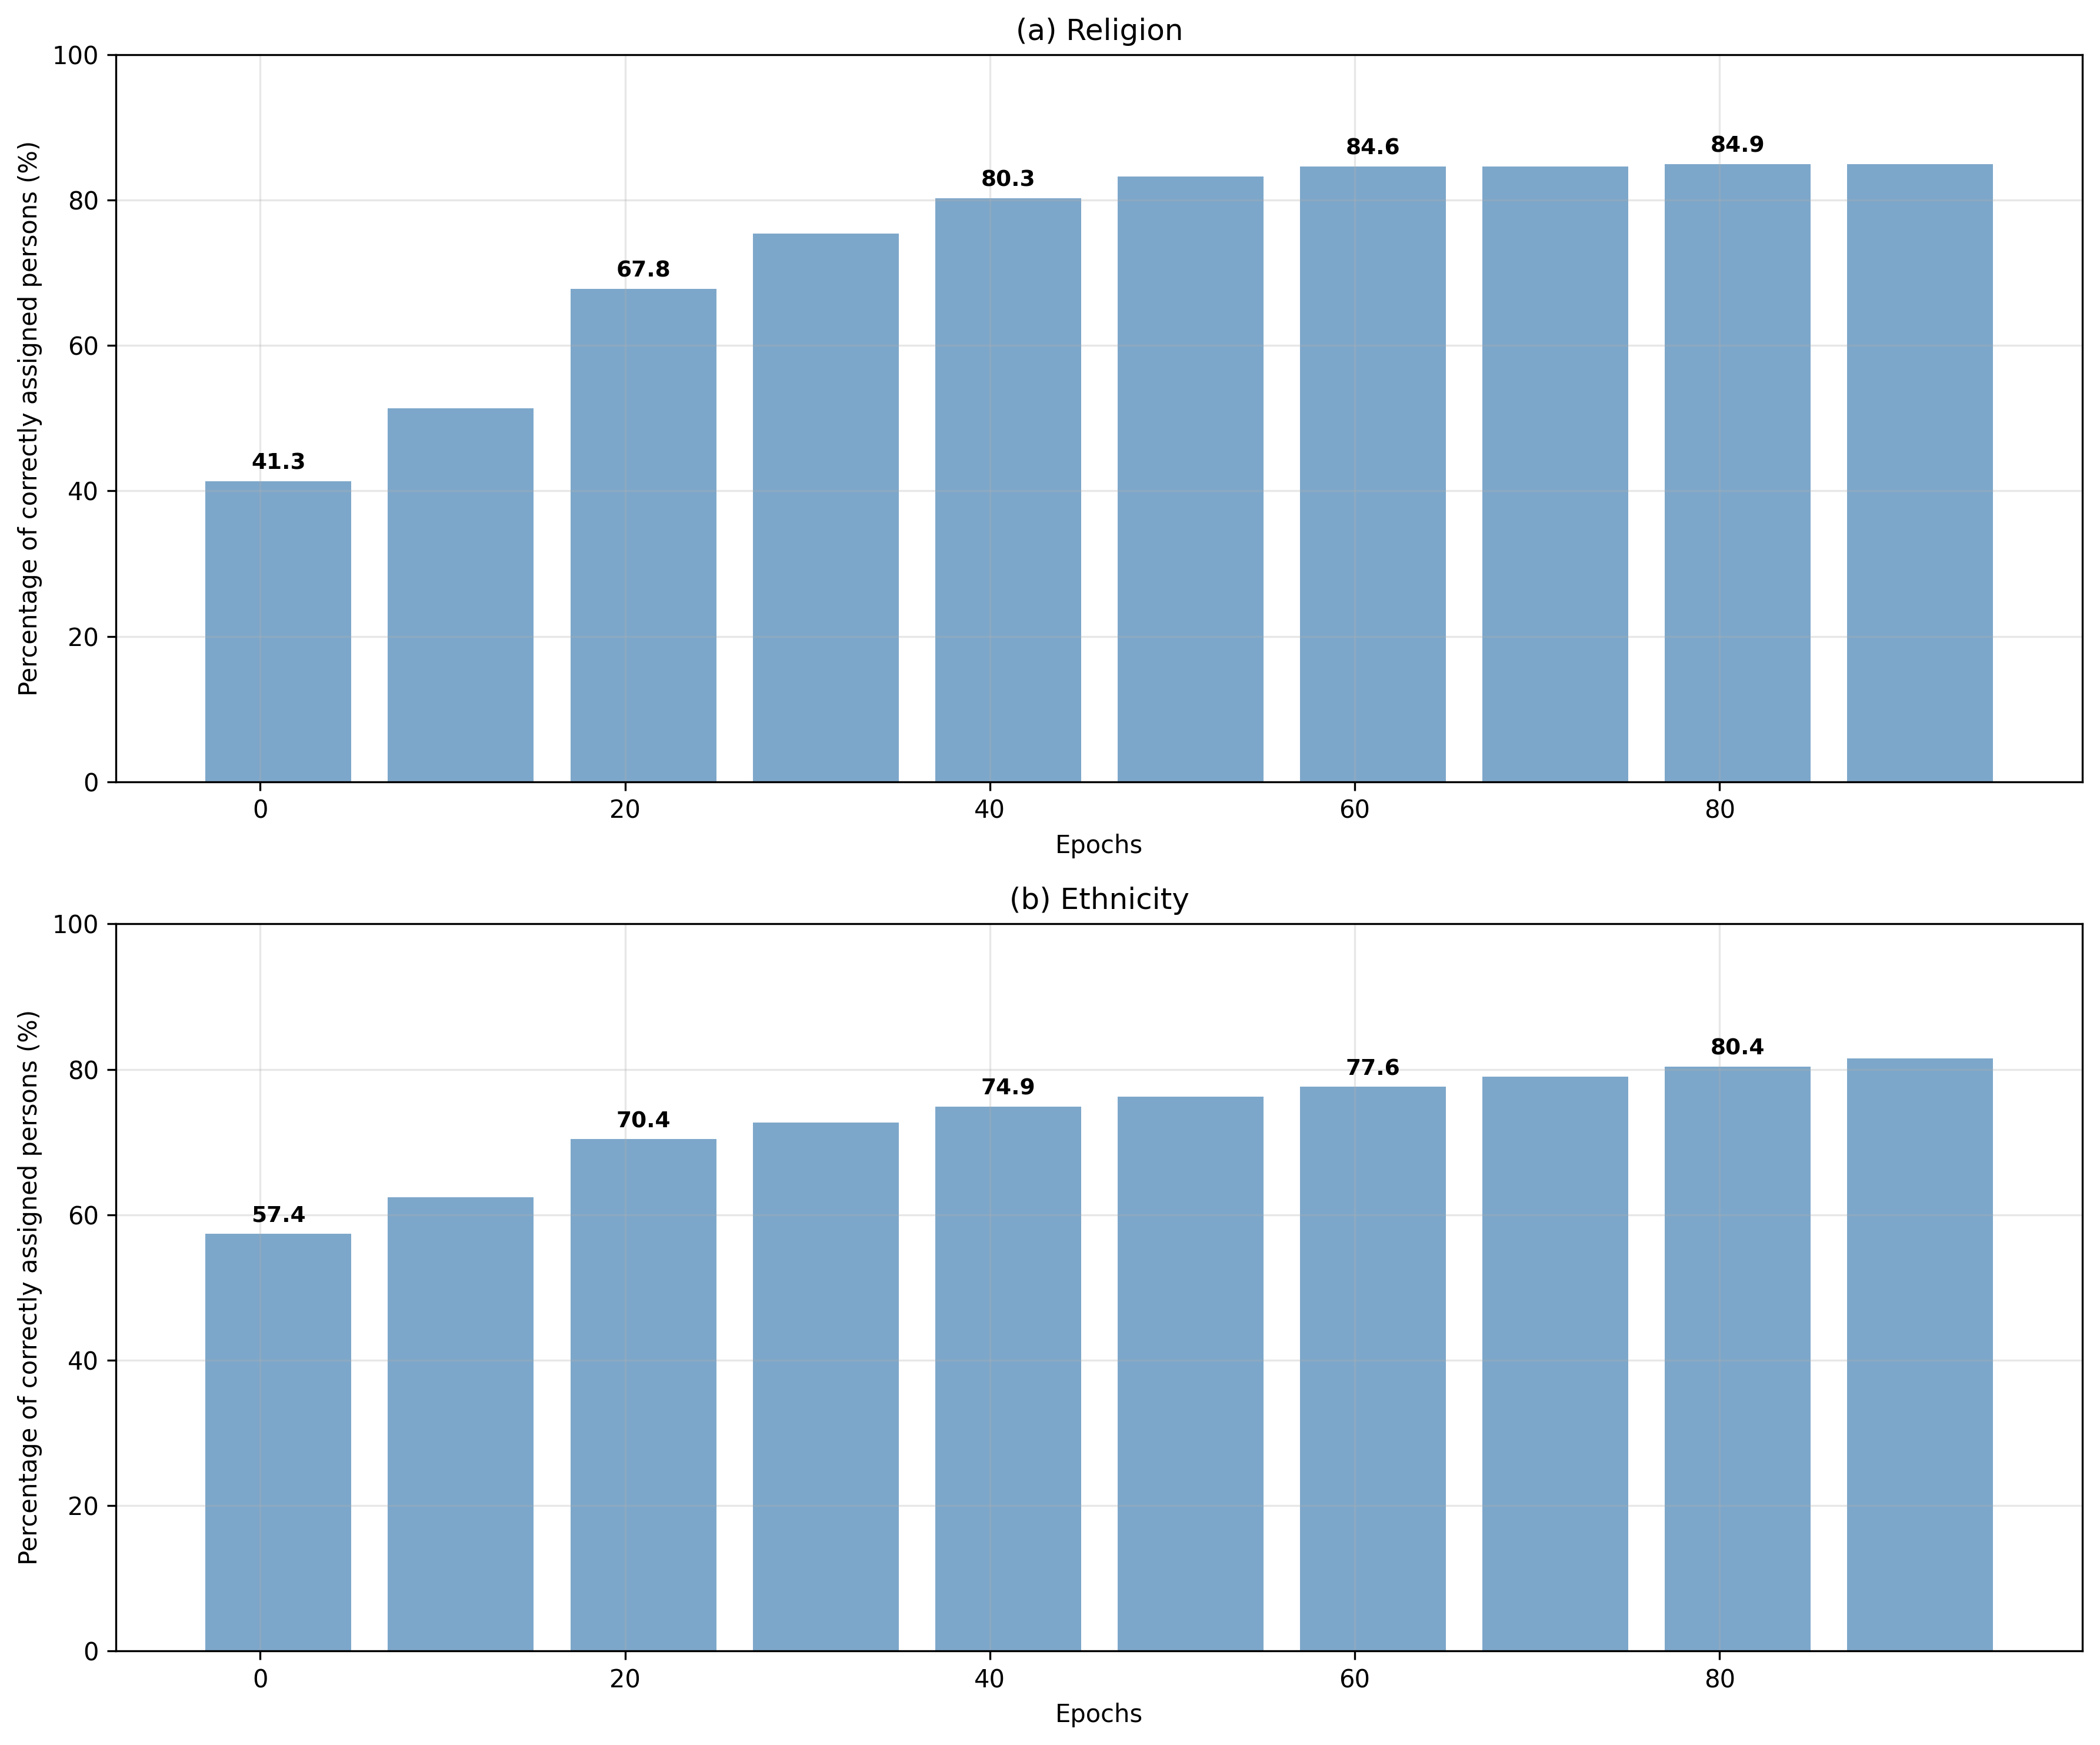 (a) Religion
Percentage of correctly assigned persons (%)
100
80
60
40
20
0
41.3
67.8
80.3
84.6
84.9
0 20 40 60 80
Epochs
(b) Ethnicity
Percentage of correctly assigned persons (%)
100
80
60
40
20
0
57.4
70.4
74.9
77.6
80.4
0 20 40 60 80
Epochs